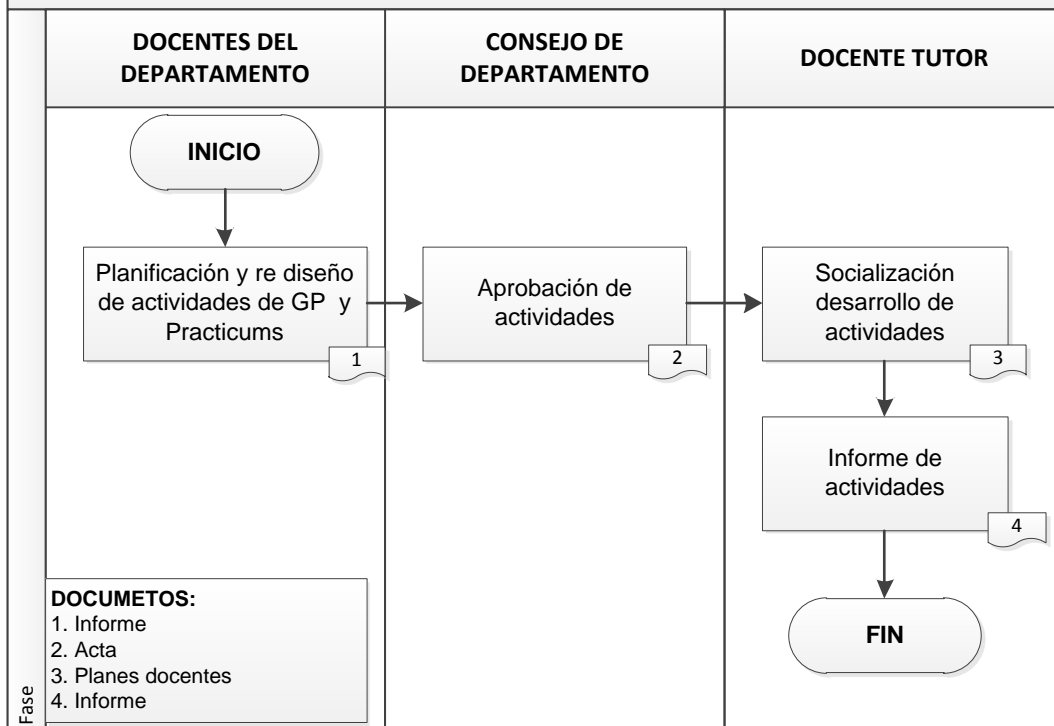 DOCENTES DEL
DEPARTAMENTO
CONSEJO DE
DEPARTAMENTO
DOCENTE TUTOR
INICIO
Planificación y re diseño
de actividades de GP y
Practicums
1
Aprobación de
actividades
2
Socialización
desarrollo de
actividades
3
Informe de
actividades
4
FIN
DOCUMETOS:
1. Informe
2. Acta
3. Planes docentes
4. Informe
Fase